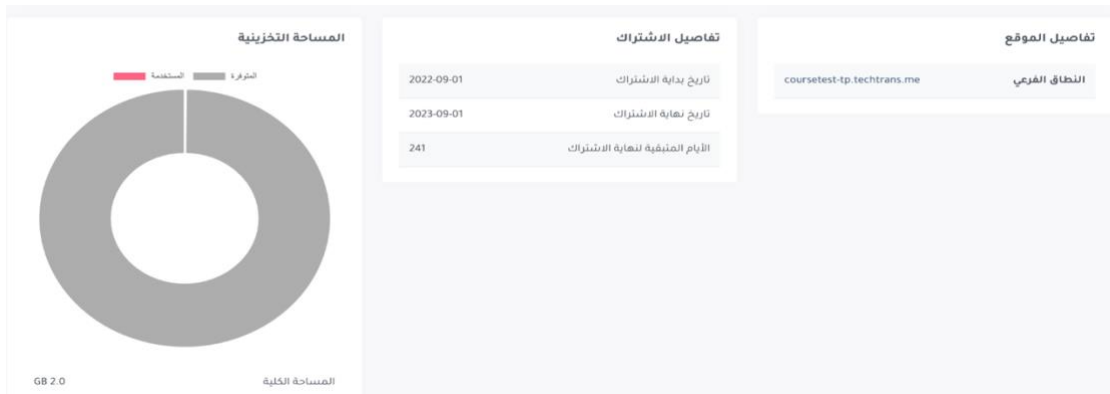 تفاصيل الموقع
النطاق الفرعي coursetest-tp.techtrans.me
تفاصيل الاشتراك
تاريخ بداية الاشتراك 2022-09-01
تاريخ نهاية الاشتراك 2023-09-01
الأيام المتبقية لنهاية الاشتراك 241
المساحة التخزينية
المتوفرة المستخدمة
المساحة الكلية GB 2.0